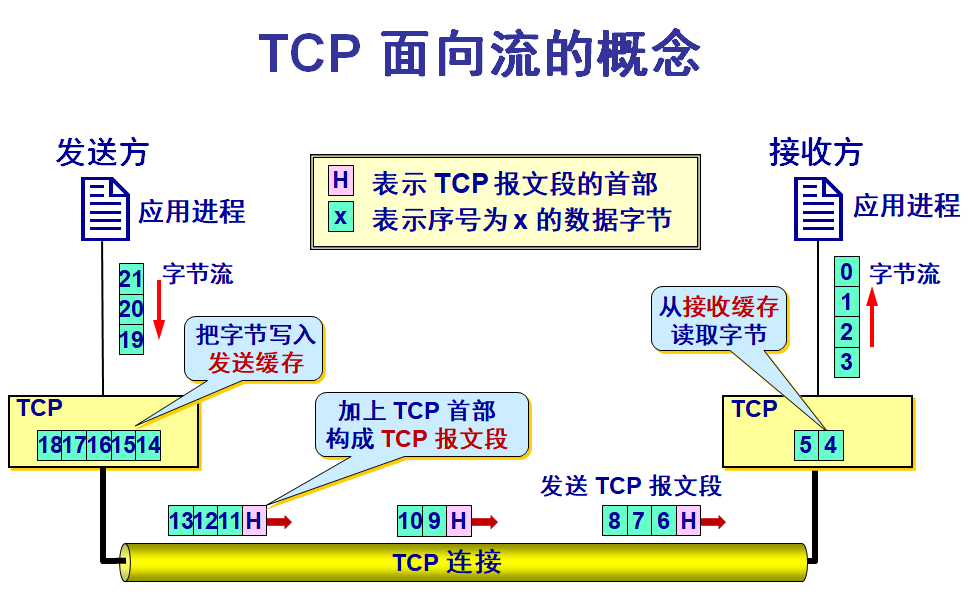 TCP 面向流的概念
发送方
接收方
H 表示 TCP 报文段的首部
x 表示序号为 x 的数据字节
应用进程
应用进程
21
20
19
字节流
0
1
2
3
字节流
把字节写入
发送缓存
从接收缓存
读取字节
TCP
18 17 16 15 14
加上 TCP 首部
构成 TCP 报文段
TCP
5 4
发送 TCP 报文段
13 12 11 H
10 9 H
8 7 6 H
TCP 连接